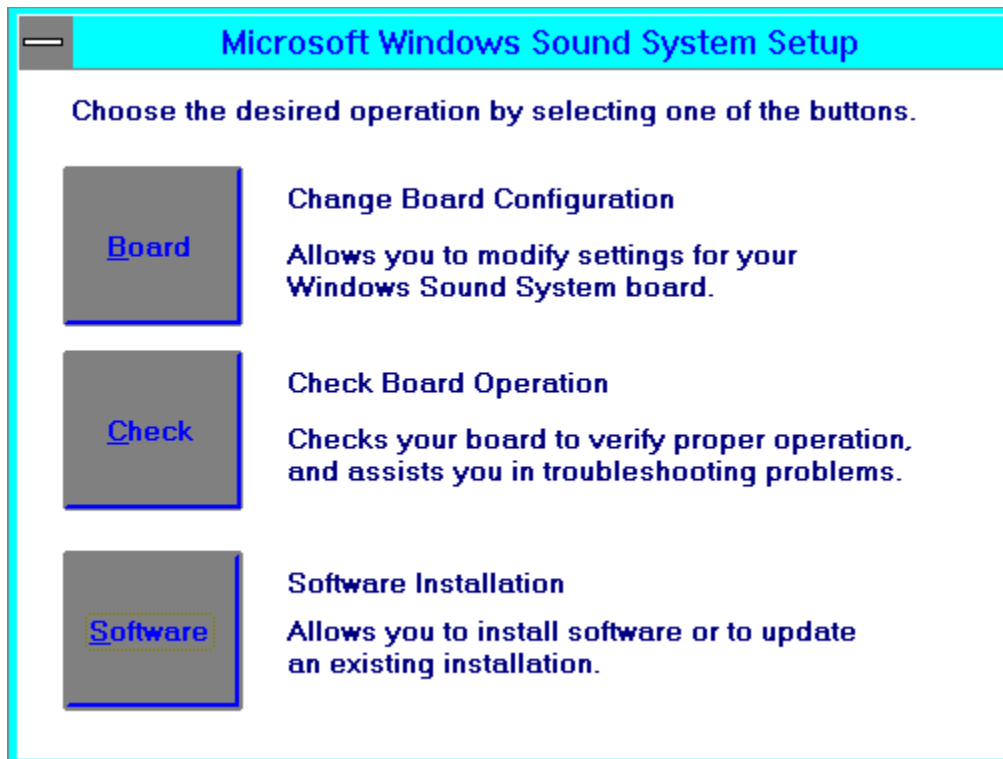 Microsoft Windows Sound System Setup
Choose the desired operation by selecting one of the buttons.
Board
Change Board Configuration
Allows you to modify settings for your
Windows Sound System board.
Check
Check Board Operation
Checks your board to verify proper operation,
and assists you in troubleshooting problems.
Software
Software Installation
Allows you to install software or to update
an existing installation.